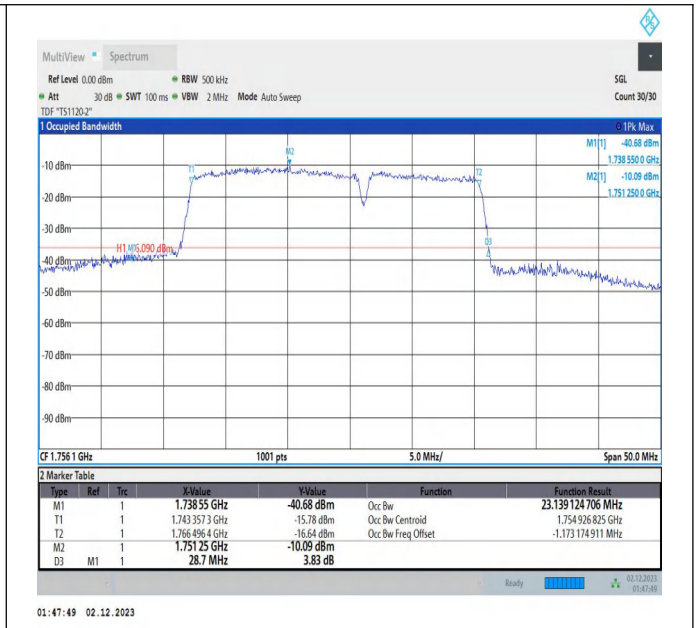 R&S
MultiView Spectrum
Ref Level 0.00 dBm RBW 500 kHz SGL
Att 30 dB SWT 100 ms VBW 2 MHz Mode Auto Sweep Count 30/30
TDF "TS1120-2"
1 Occupied Bandwidth 1Pk Max
M1[1] -40.68 dBm
1.738 550 0 GHz
M2[1] -10.09 dBm
1.751 250 0 GHz
M2
T1
T2
-10 dBm
-20 dBm
-30 dBm
D3
H1 M1 6.090 dBm
-40 dBm
-50 dBm
-60 dBm
-70 dBm
-80 dBm
-90 dBm
CF 1.756 1 GHz 1001 pts 5.0 MHz/ Span 50.0 MHz
2 Marker Table
Type Ref Trc X-Value Y-Value Function Function Result
M1 1 1.738 55 GHz -40.68 dBm Occ Bw 23.139 124 706 MHz
T1 1 1.743 357 3 GHz -15.78 dBm Occ Bw Centroid 1.754 926 825 GHz
T2 1 1.766 496 4 GHz -16.64 dBm Occ Bw Freq Offset -1.173 174 911 MHz
M2 1 1.751 25 GHz -10.09 dBm
D3 M1 1 28.7 MHz 3.83 dB
Ready 02.12.2023
01:47:49
01:47:49 02.12.2023